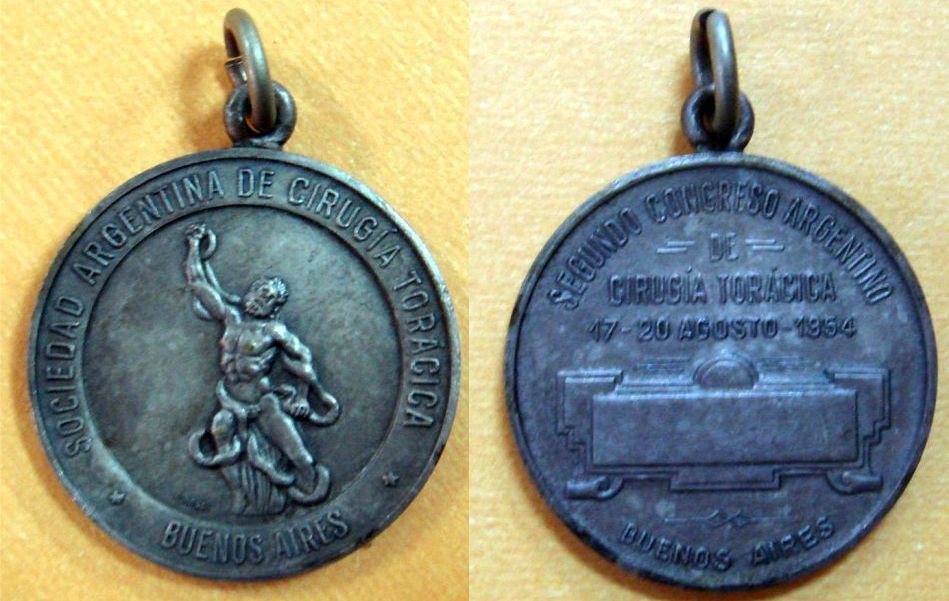 SOCIEDAD ARGENTINA DE CIRUGÍA TORÁCICA
BUENOS AIRES
SEGUNDO CONGRESO ARGENTINO
DE
CIRUGÍA TORÁCICA
17-20 AGOSTO-1954
BUENOS AIRES